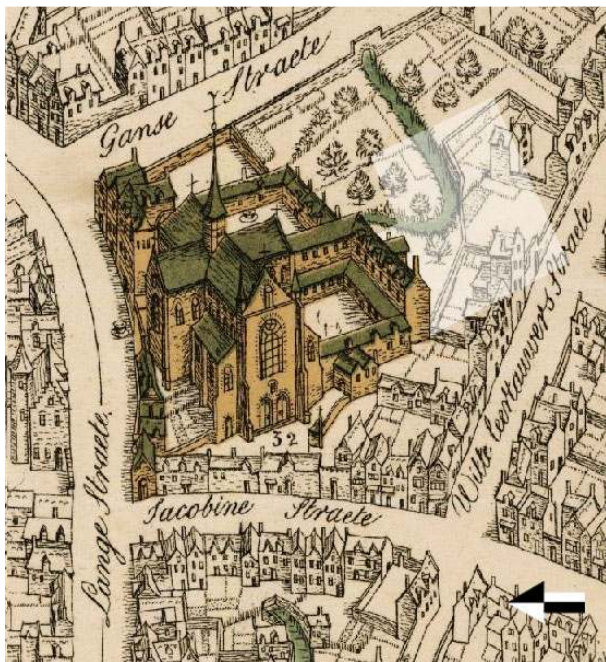 Ganse Straete
Lange Straete.
32
Jacobine Straete
Witte leertauwers Straete